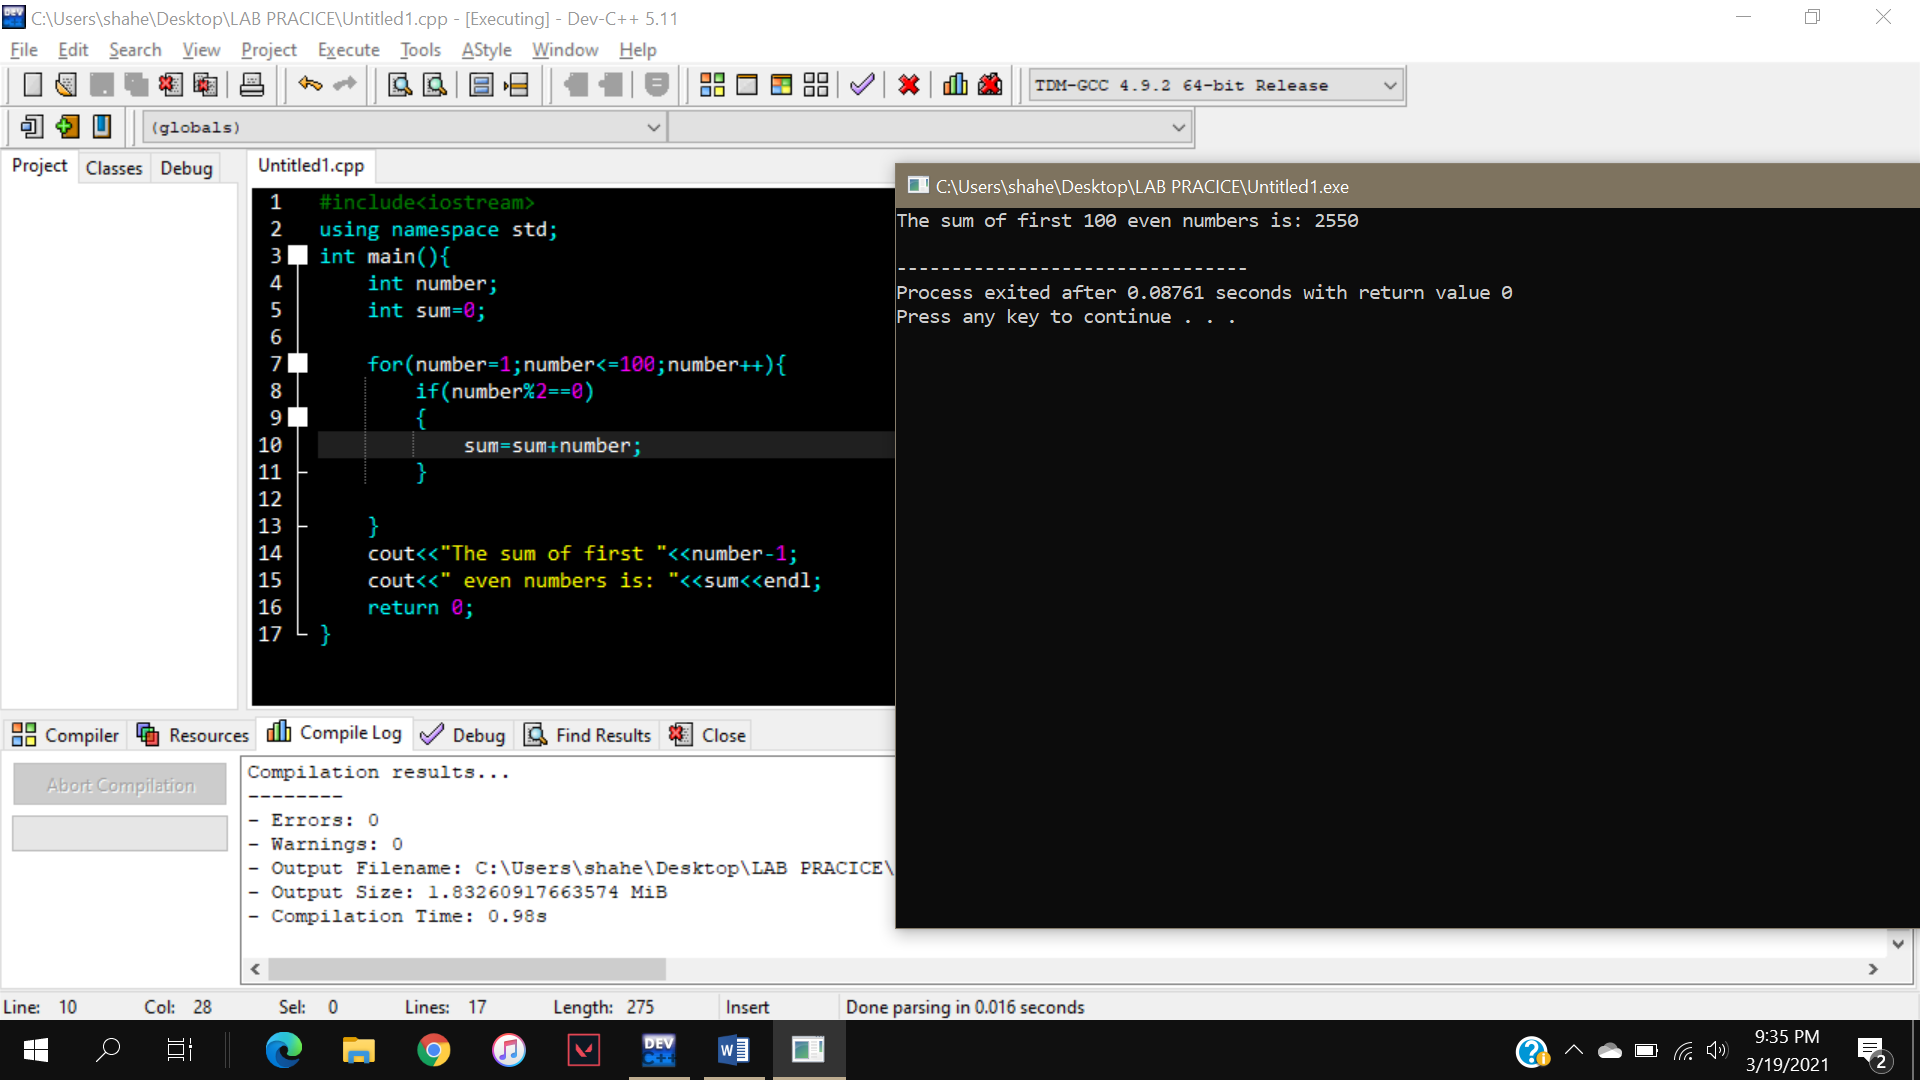 C:\Users\shahe\Desktop\LAB PRACICE\Untitled1.cpp - [Executing] - Dev-C++ 5.11
File Edit Search View Project Execute Tools AStyle Window Help
TDM-GCC 4.9.2 64-bit Release
(globals)
Project Classes Debug
Untitled1.cpp
1 #include<iostream>
2 using namespace std;
3 int main(){
4 int number;
5 int sum=0;
6
7 for(number=1;number<=100;number++){
8 if(number%2==0)
9 {
10 sum=sum+number;
11 }
12
13 }
14 cout<<"The sum of first "<<number-1;
15 cout<<" even numbers is: "<<sum<<endl;
16 return 0;
17 }
C:\Users\shahe\Desktop\LAB PRACICE\Untitled1.exe
The sum of first 100 even numbers is: 2550
--------------------------------
Process exited after 0.08761 seconds with return value 0
Press any key to continue . . .
Compiler Resources Compile Log Debug Find Results Close
Abort Compilation
Compilation results...
--------
- Errors: 0
- Warnings: 0
- Output Filename: C:\Users\shahe\Desktop\LAB PRACICE\
- Output Size: 1.83260917663574 MiB
- Compilation Time: 0.98s
Line: 10 Col: 28 Sel: 0 Lines: 17 Length: 275 Insert Done parsing in 0.016 seconds
DEV
C++
9:35 PM
3/19/2021
2